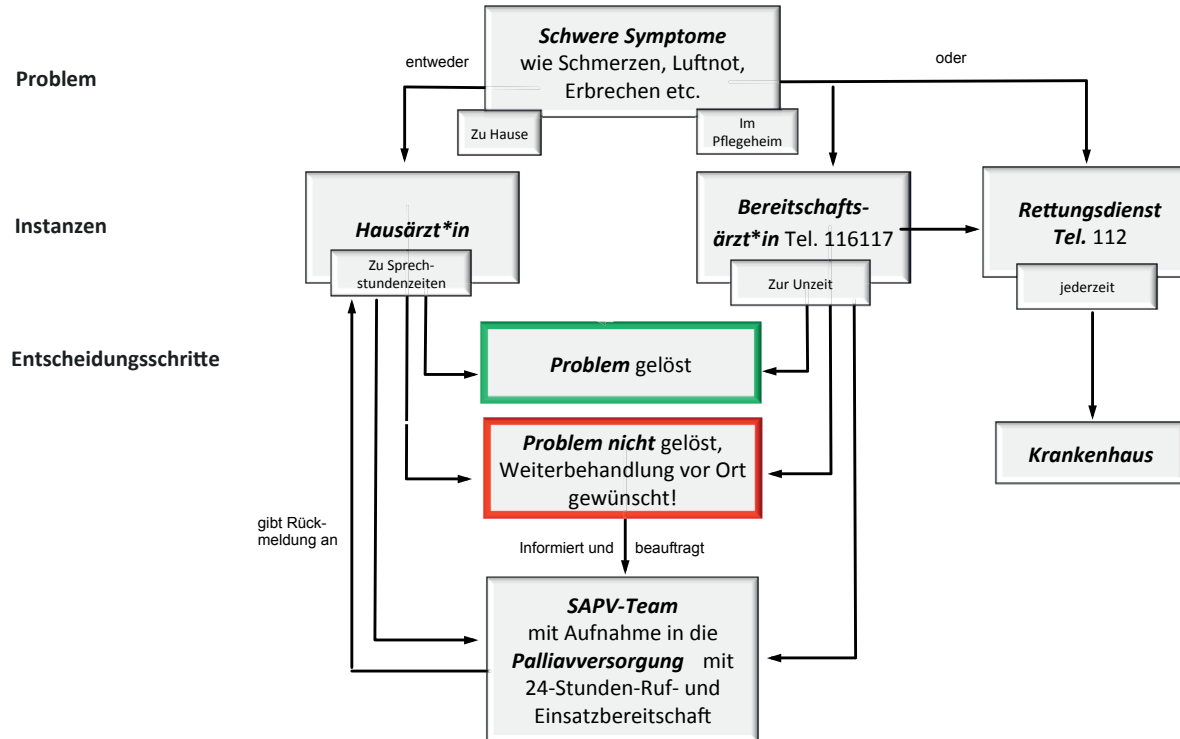 Problem
entweder
Schwere Symptome
wie Schmerzen, Luftnot,
Erbrechen etc.
oder
Zu Hause
Im
Pflegeheim
Instanzen
Hausärzt*in
Zu Sprech-
stundenzeiten
Bereitschafts-
ärzt*in Tel. 116117
Zur Unzeit
Rettungsdienst
Tel. 112
jederzeit
Entscheidungsschritte
Problem gelöst
Problem nicht gelöst,
Weiterbehandlung vor Ort
gewünscht!
Krankenhaus
gibt Rück-
meldung an
Informiert und beauftragt
SAPV-Team
mit Aufnahme in die
Palliavversorgung mit
24-Stunden-Ruf- und
Einsatzbereitschaft